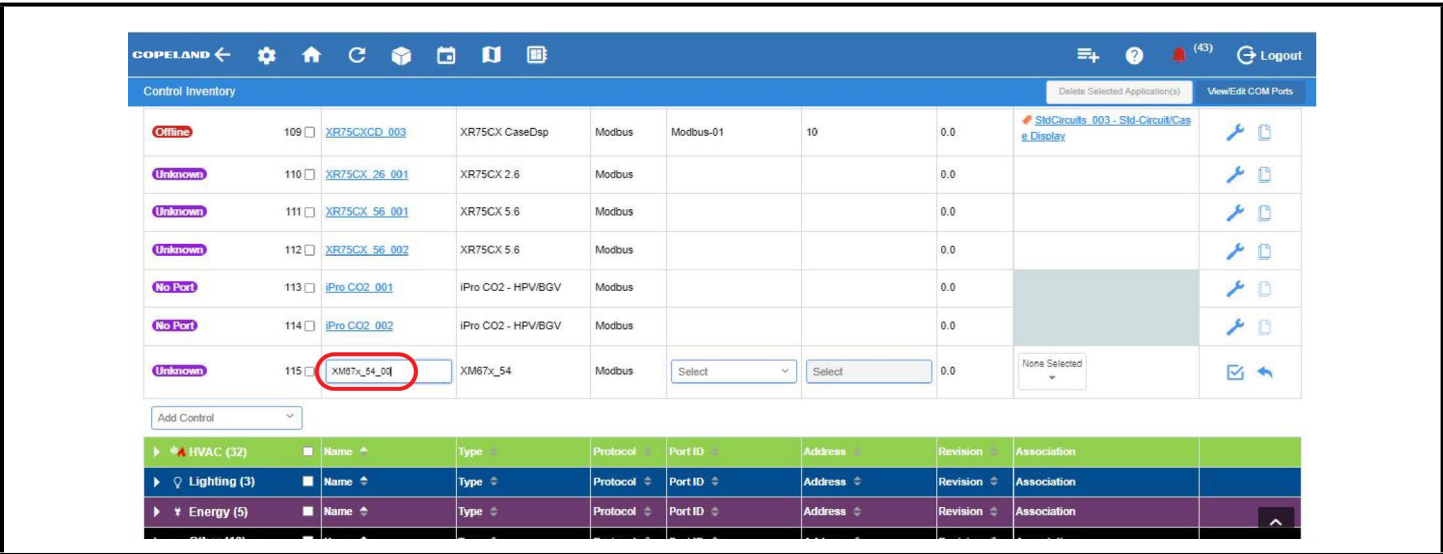 COPELAND (43) Logout
Control Inventory Delete Selected Application(s) View/Edit COM Ports
Offline 109 XR75CXCD_003 XR75CX CaseDsp Modbus Modbus-01 10 0.0 StdCircuits_003 - Std-Circuit/Cas
e Display
Unknown 110 XR75CX_26_001 XR75CX 2.6 Modbus 0.0
Unknown 111 XR75CX_56_001 XR75CX 5.6 Modbus 0.0
Unknown 112 XR75CX_56_002 XR75CX 5.6 Modbus 0.0
No Port 113 iPro CO2_001 iPro CO2 - HPV/BGV Modbus 0.0
No Port 114 iPro CO2_002 iPro CO2 - HPV/BGV Modbus 0.0
Unknown 115 XM67x_54_00 XM67x_54 Modbus Select Select 0.0 None Selected
Add Control
HVAC (32) Name Type Protocol Port ID Address Revision Association
Lighting (3) Name Type Protocol Port ID Address Revision Association
Energy (5) Name Type Protocol Port ID Address Revision Association